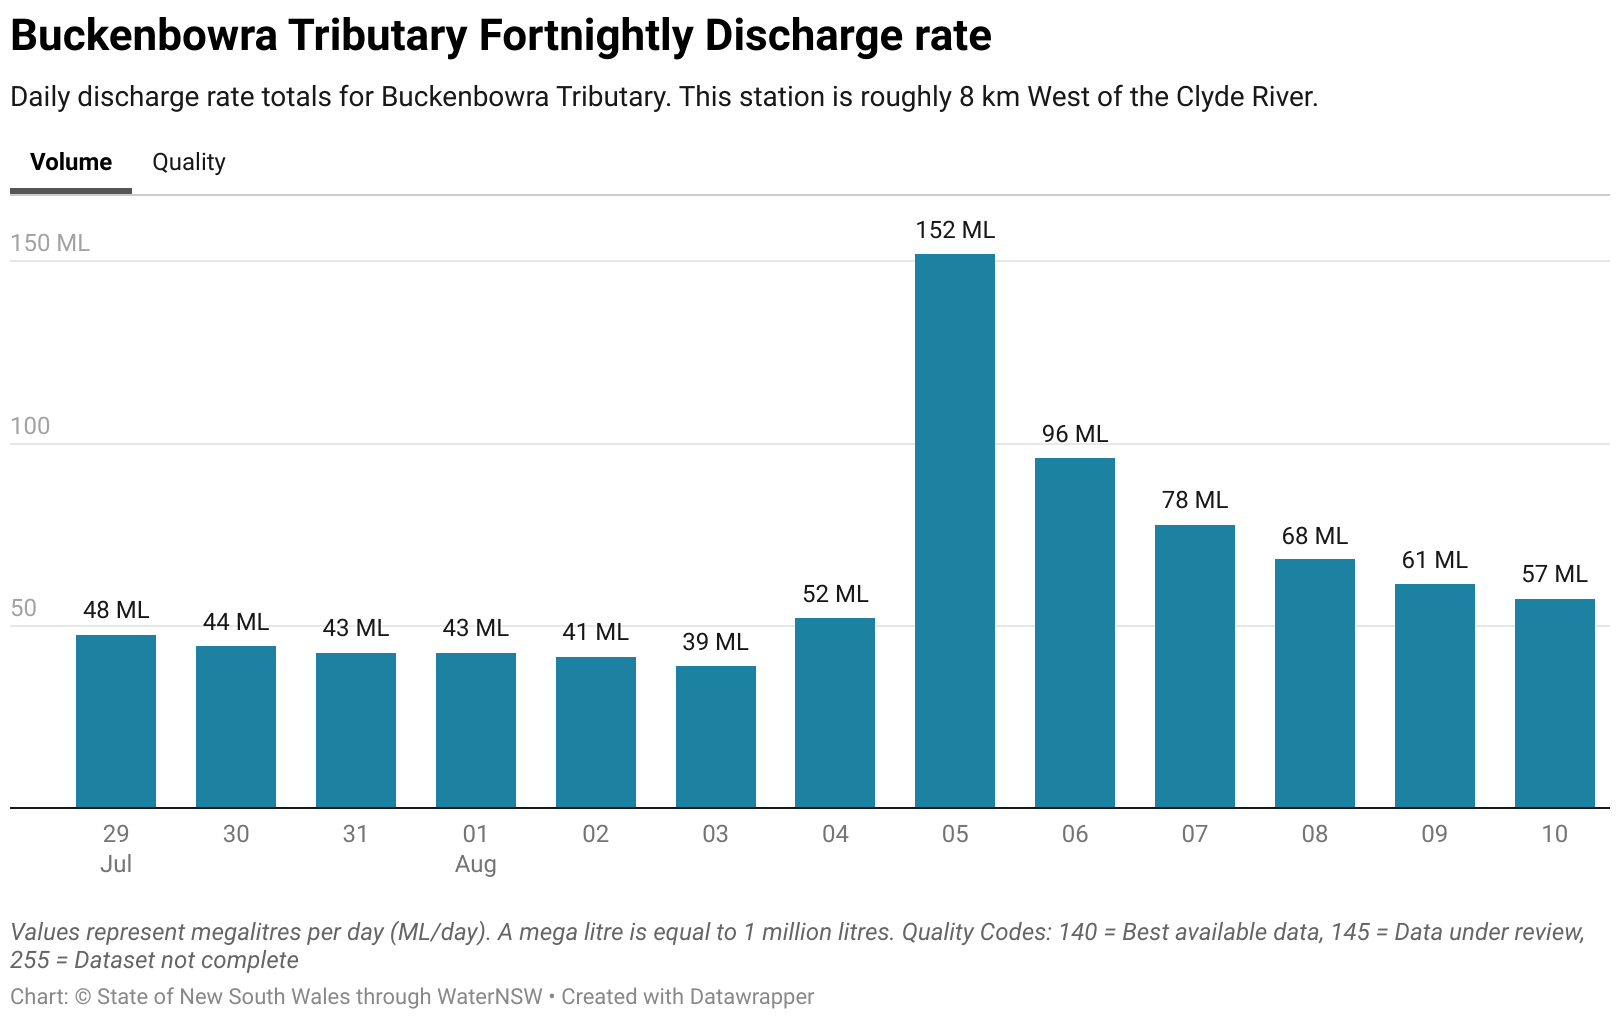 Buckenbowra Tributary Fortnightly Discharge rate
Daily discharge rate totals for Buckenbowra Tributary. This station is roughly 8 km West of the Clyde River.
Volume Quality
150 ML
100
50
48 ML
44 ML
43 ML
43 ML
41 ML
39 ML
52 ML
152 ML
96 ML
78 ML
68 ML
61 ML
57 ML
29 30 31 01 02 03 04 05 06 07 08 09 10
Jul Aug
Values represent megalitres per day (ML/day). A mega litre is equal to 1 million litres. Quality Codes: 140 = Best available data, 145 = Data under review,
255 = Dataset not complete
Chart: © State of New South Wales through WaterNSW • Created with Datawrapper